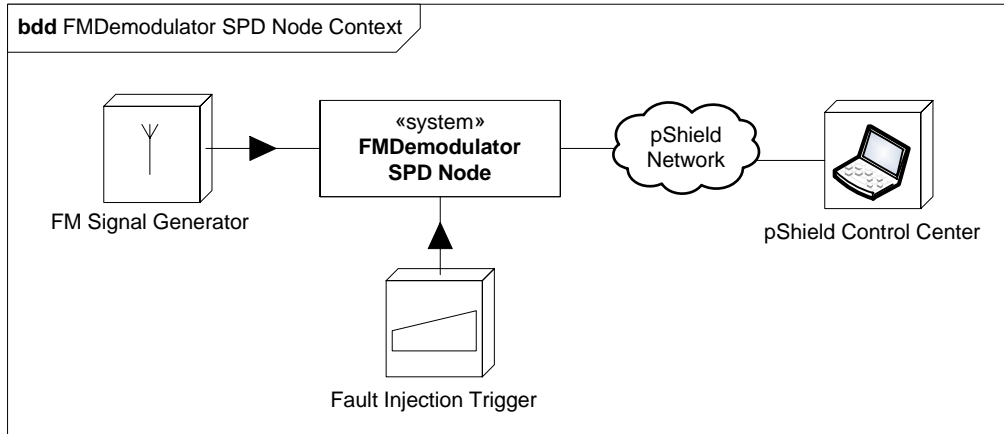 bdd FMDemodulator SPD Node Context
«system»
FMDemodulator
SPD Node
pShield
Network
FM Signal Generator
pShield Control Center
Fault Injection Trigger